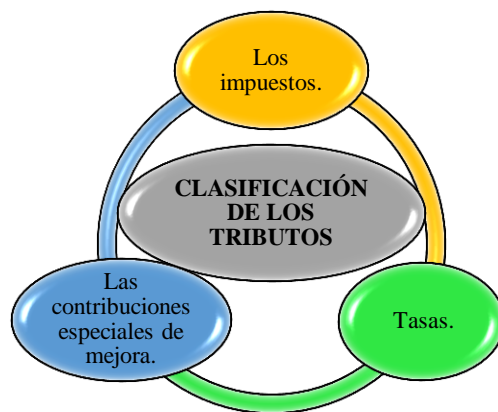 Los
impuestos.
CLASIFICACIÓN
DE LOS
TRIBUTOS
Las
contribuciones
especiales de
mejora.
Tasas.